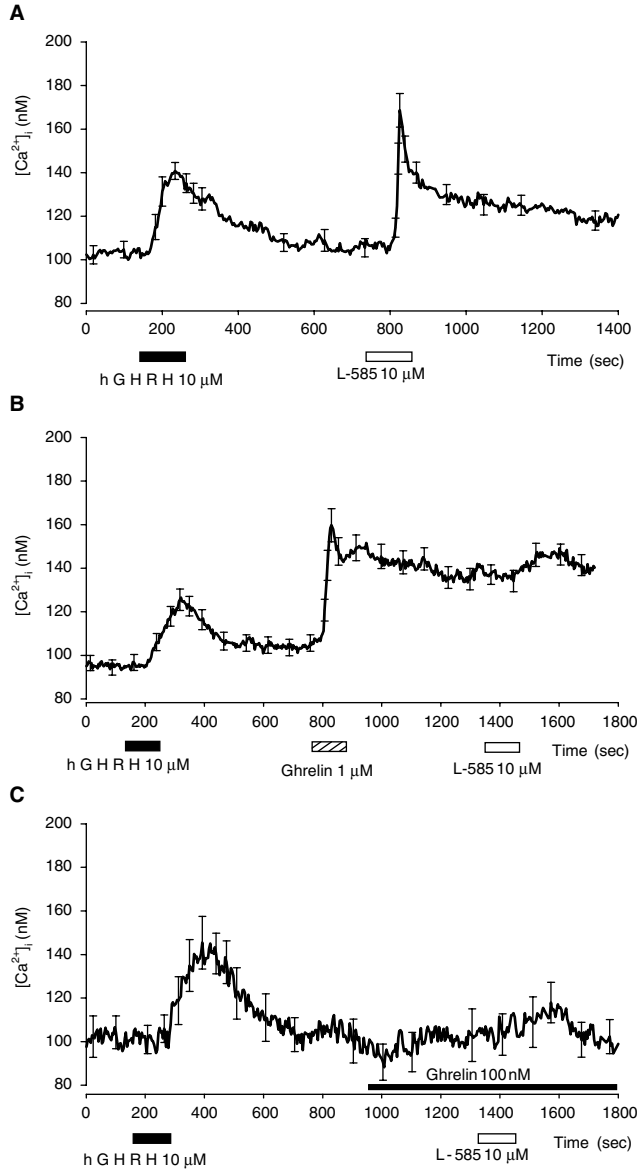 A
200
180
160
140
120
100
80
[Ca²⁺]ᵢ (nM)
0 200 400 600 800 1000 1200 1400
h G H R H 10 μM
L-585 10 μM
Time (sec)
B
200
180
160
140
120
100
80
[Ca²⁺]ᵢ (nM)
0 200 400 600 800 1000 1200 1400 1600 1800
h G H R H 10 μM
Ghrelin 1 μM
L-585 10 μM
Time (sec)
C
200
180
160
140
120
100
80
[Ca²⁺]ᵢ (nM)
Ghrelin 100 nM
0 200 400 600 800 1000 1200 1400 1600 1800
h G H R H 10 μM
L-585 10 μM
Time (sec)